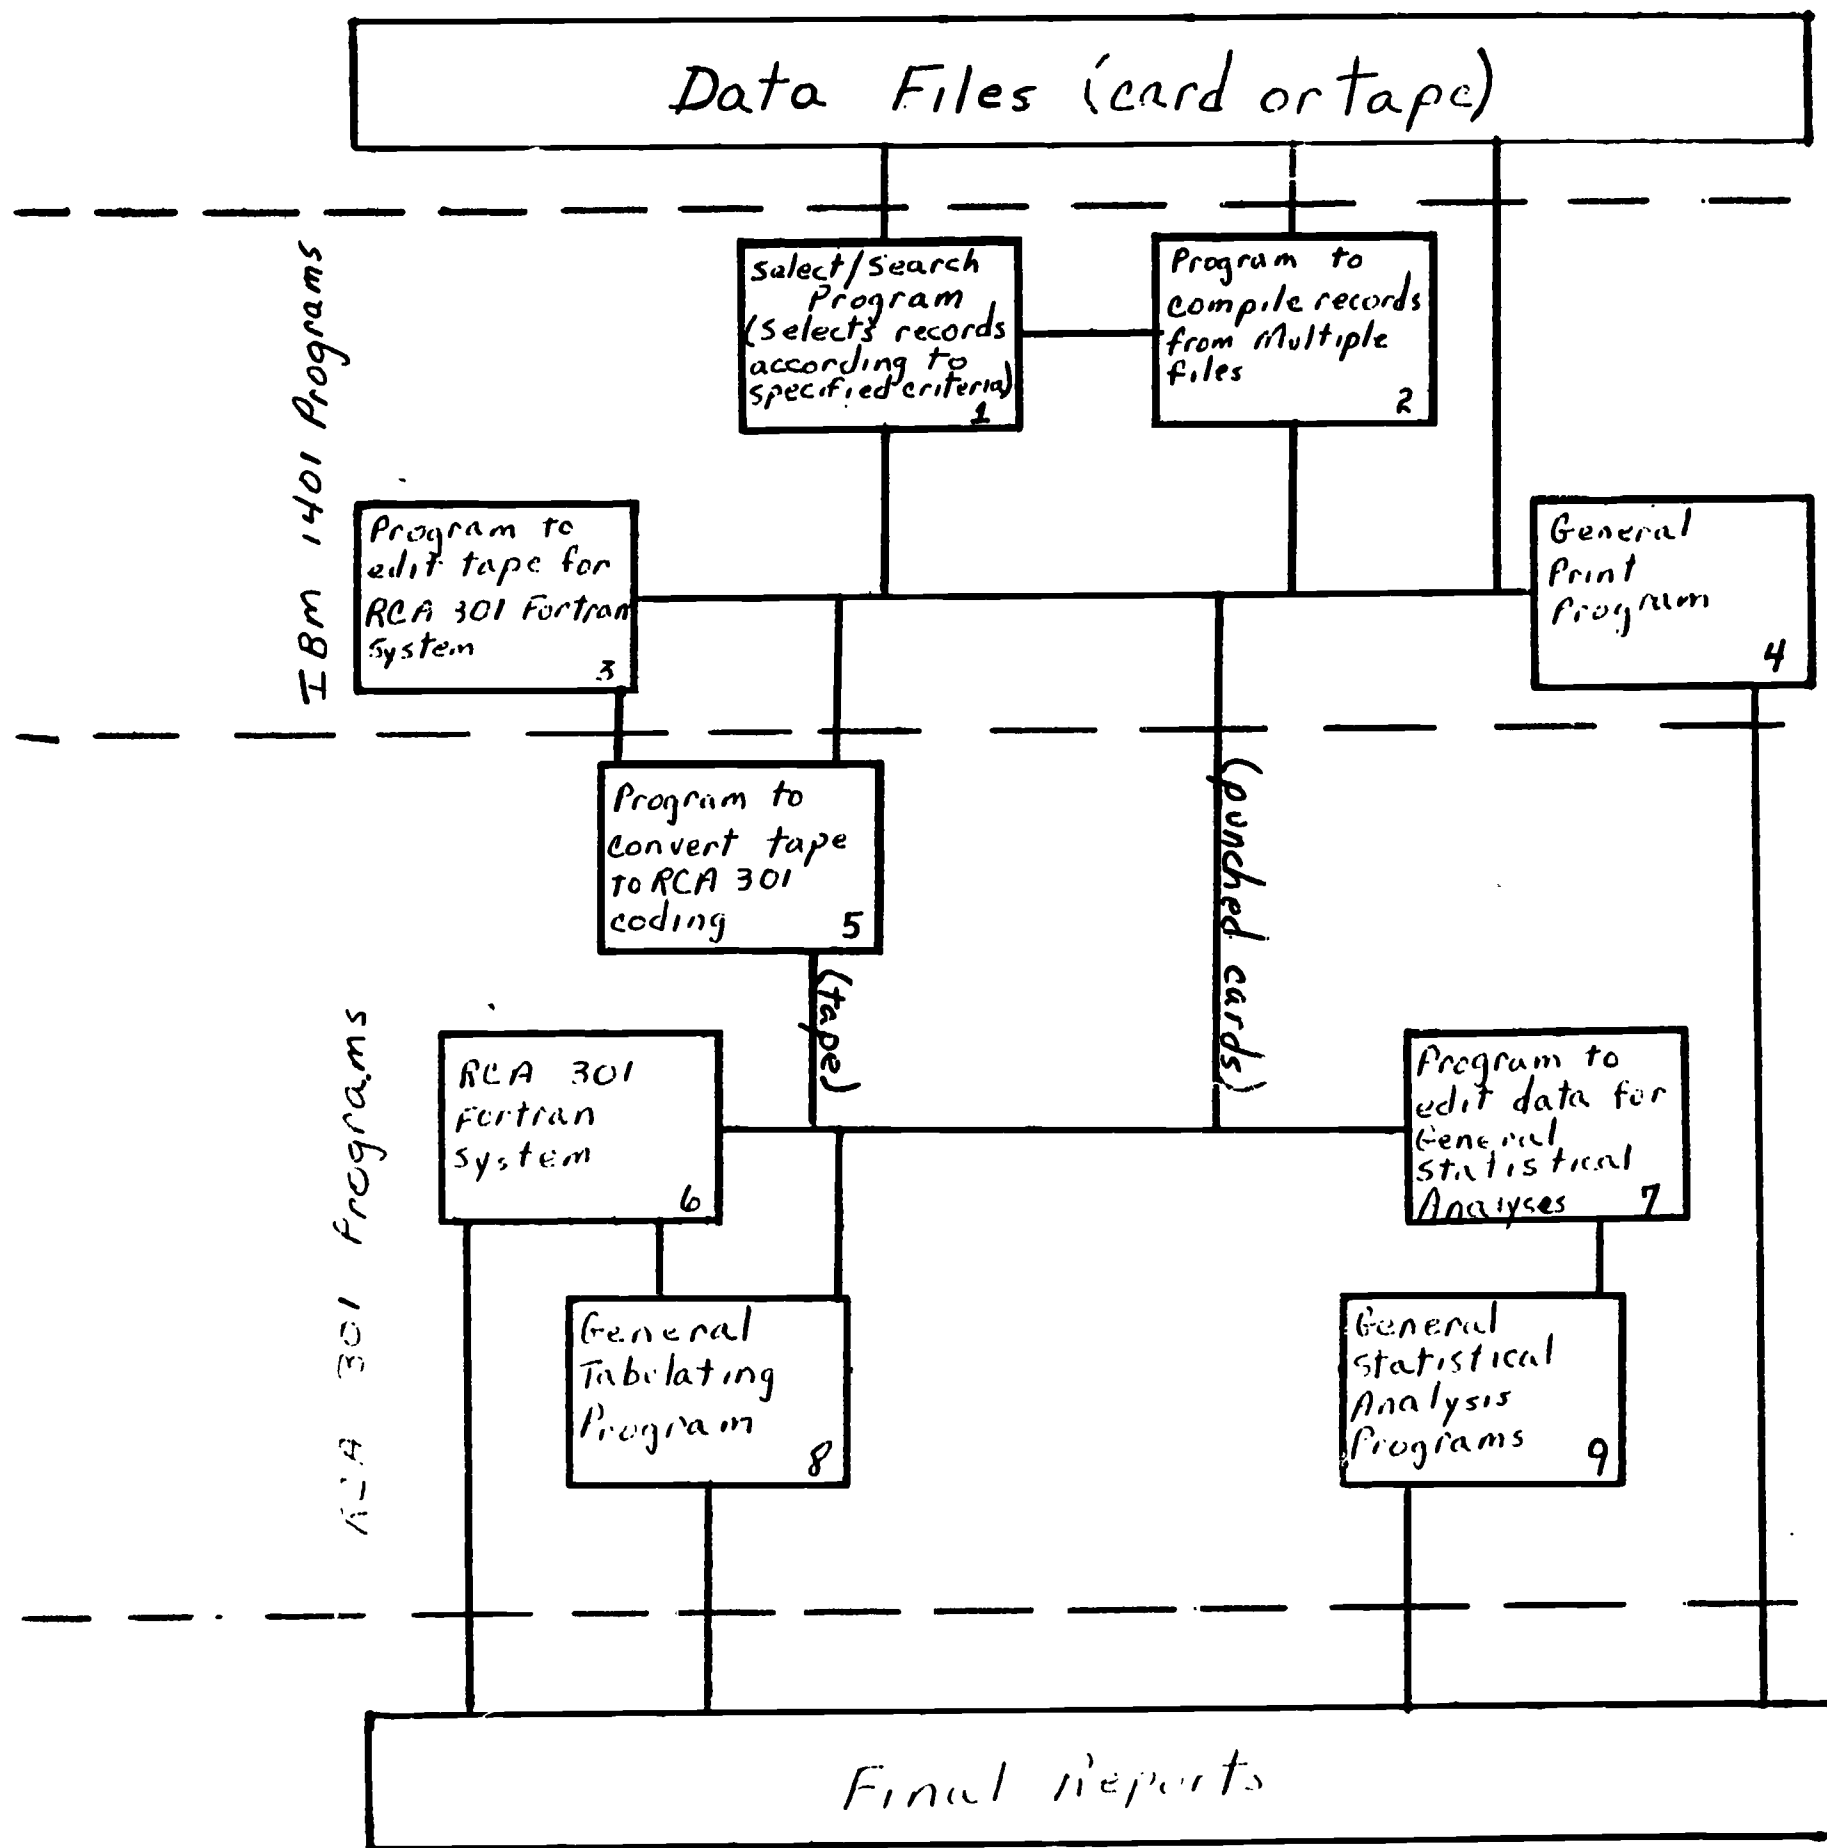 Data Files (card or tape)
IBM 1401 Programs
Select/Search
Program
(Selects records
according to
specified criteria)
1
Program to
compile records
from Multiple
files
2
Program to
edit tape for
RCA 301 Fortran
System
3
General
Print
Program
4
Program to
convert tape
to RCA 301
coding
5
(tape)
(punched cards)
RCA 301 Programs
RCA 301
Fortran
System
6
Program to
edit data for
General
Statistical
Analyses
7
General
Tabulating
Program
8
General
Statistical
Analysis
Programs
9
Final Reports